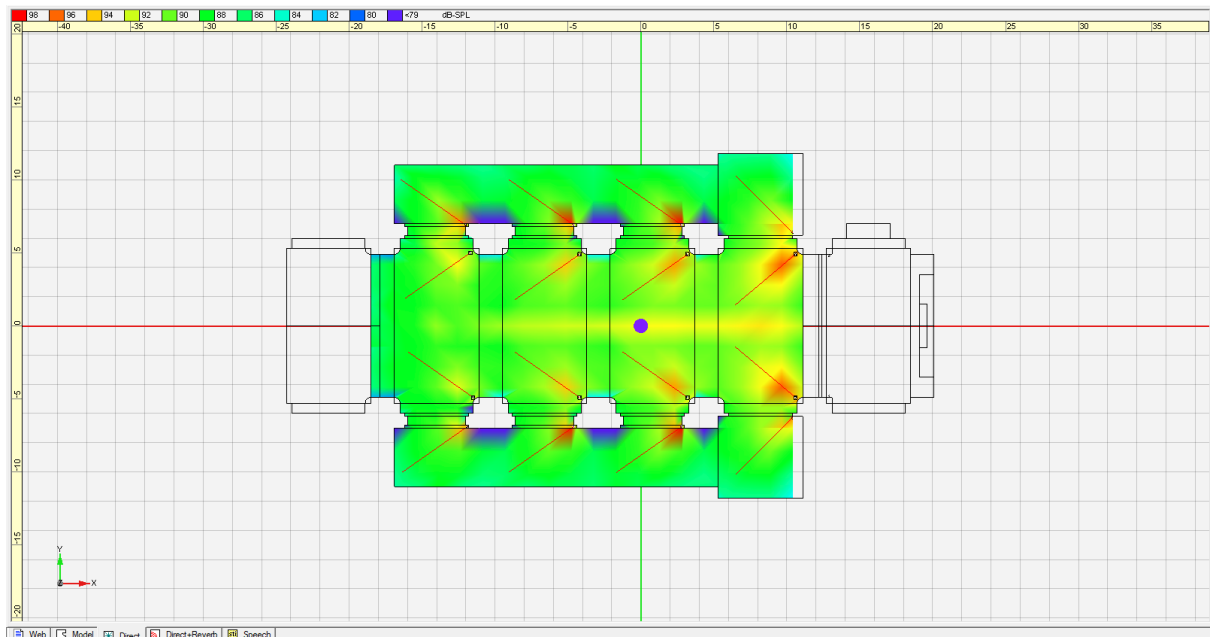 98 96 94 92 90 88 86 84 82 80 <79 dB-SPL
20 -40 -35 -30 -25 -20 -15 -10 -5 0 5 10 15 20 25 30 35
15
10
5
0
-5
-10
-15
-20
Y
Z X
Web Model Direct Direct+Reverb Speech